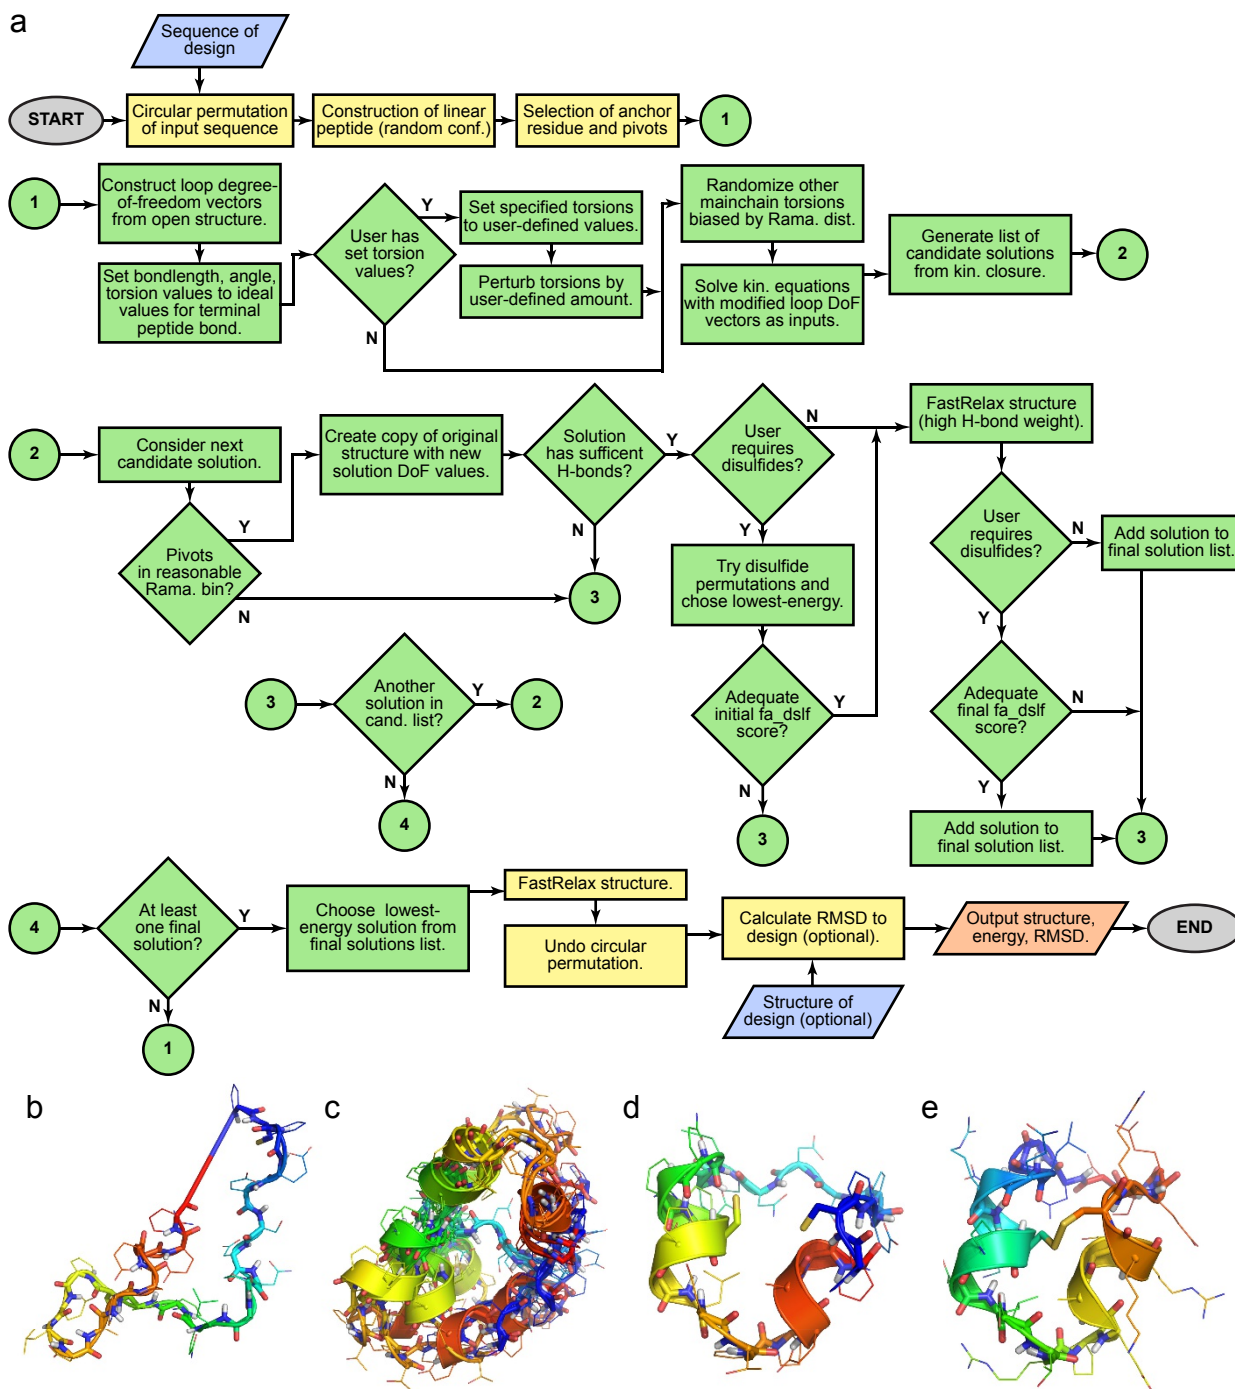 a
Sequence of
design
START
Circular permutation
of input sequence
Construction of linear
peptide (random conf.)
Selection of anchor
residue and pivots
1
1
Construct loop degree-
of-freedom vectors
from open structure.
Set bondlength, angle,
torsion values to ideal
values for terminal
peptide bond.
User has
set torsion
values?
Y
N
Set specified torsions
to user-defined values.
Perturb torsions by
user-defined amount.
Randomize other
mainchain torsions
biased by Rama. dist.
Solve kin. equations
with modified loop DoF
vectors as inputs.
Generate list of
candidate solutions
from kin. closure.
2
2
Consider next
candidate solution.
Pivots
in reasonable
Rama. bin?
Y
N
Create copy of original
structure with new
solution DoF values.
Solution
has sufficent
H-bonds?
Y
N
3
User
requires
disulfides?
N
Y
Try disulfide
permutations and
chose lowest-energy.
Adequate
initial fa_dslf
score?
Y
N
3
FastRelax structure
(high H-bond weight).
User
requires
disulfides?
N
Y
Add solution to
final solution list.
Adequate
final fa_dslf
score?
N
Y
Add solution to
final solution list.
3
3
Another
solution in
cand. list?
Y
2
N
4
4
At least
one final
solution?
Y
N
1
Choose lowest-
energy solution from
final solutions list.
FastRelax structure.
Undo circular
permutation.
Calculate RMSD to
design (optional).
Structure of
design (optional)
Output structure,
energy, RMSD.
END
b
c
d
e